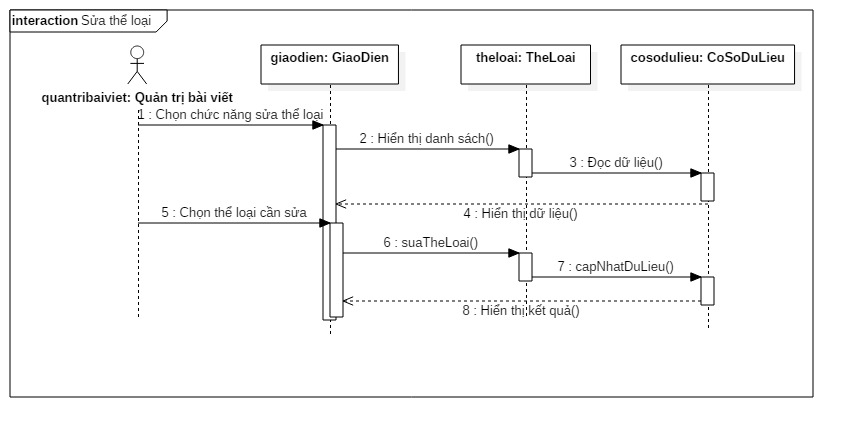 interaction Sửa thể loại
giaodien: GiaoDien
theloai: TheLoai
cosodulieu: CoSoDuLieu
quantribaiviet: Quản trị bài viết
1 : Chọn chức năng sửa thể loại
2 : Hiển thị danh sách()
3 : Đọc dữ liệu()
4 : Hiển thị dữ liệu()
5 : Chọn thể loại cần sửa
6 : suaTheLoai()
7 : capNhatDuLieu()
8 : Hiển thị kết quả()